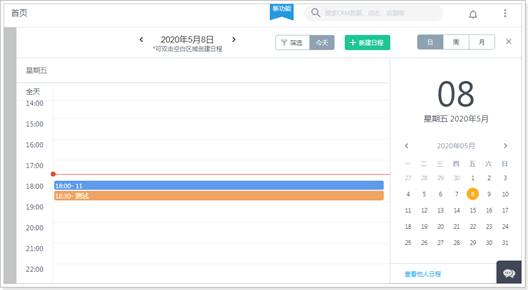 首页
新功能
搜索CRM数据、动态、或部落
2020年5月8日
*可双击空白区域创建日程
筛选 今天
新建日程
日 周 月
星期五
全天
14:00
15:00
16:00
17:00
18:00
18:00 - 11
18:30 - 测试
19:00
20:00
21:00
22:00
08
星期五 2020年5月
2020年05月
一 二 三 四 五 六 日
27 28 29 30 1 2 3
4 5 6 7 8 9 10
11 12 13 14 15 16 17
18 19 20 21 22 23 24
25 26 27 28 29 30 31
查看他人日程